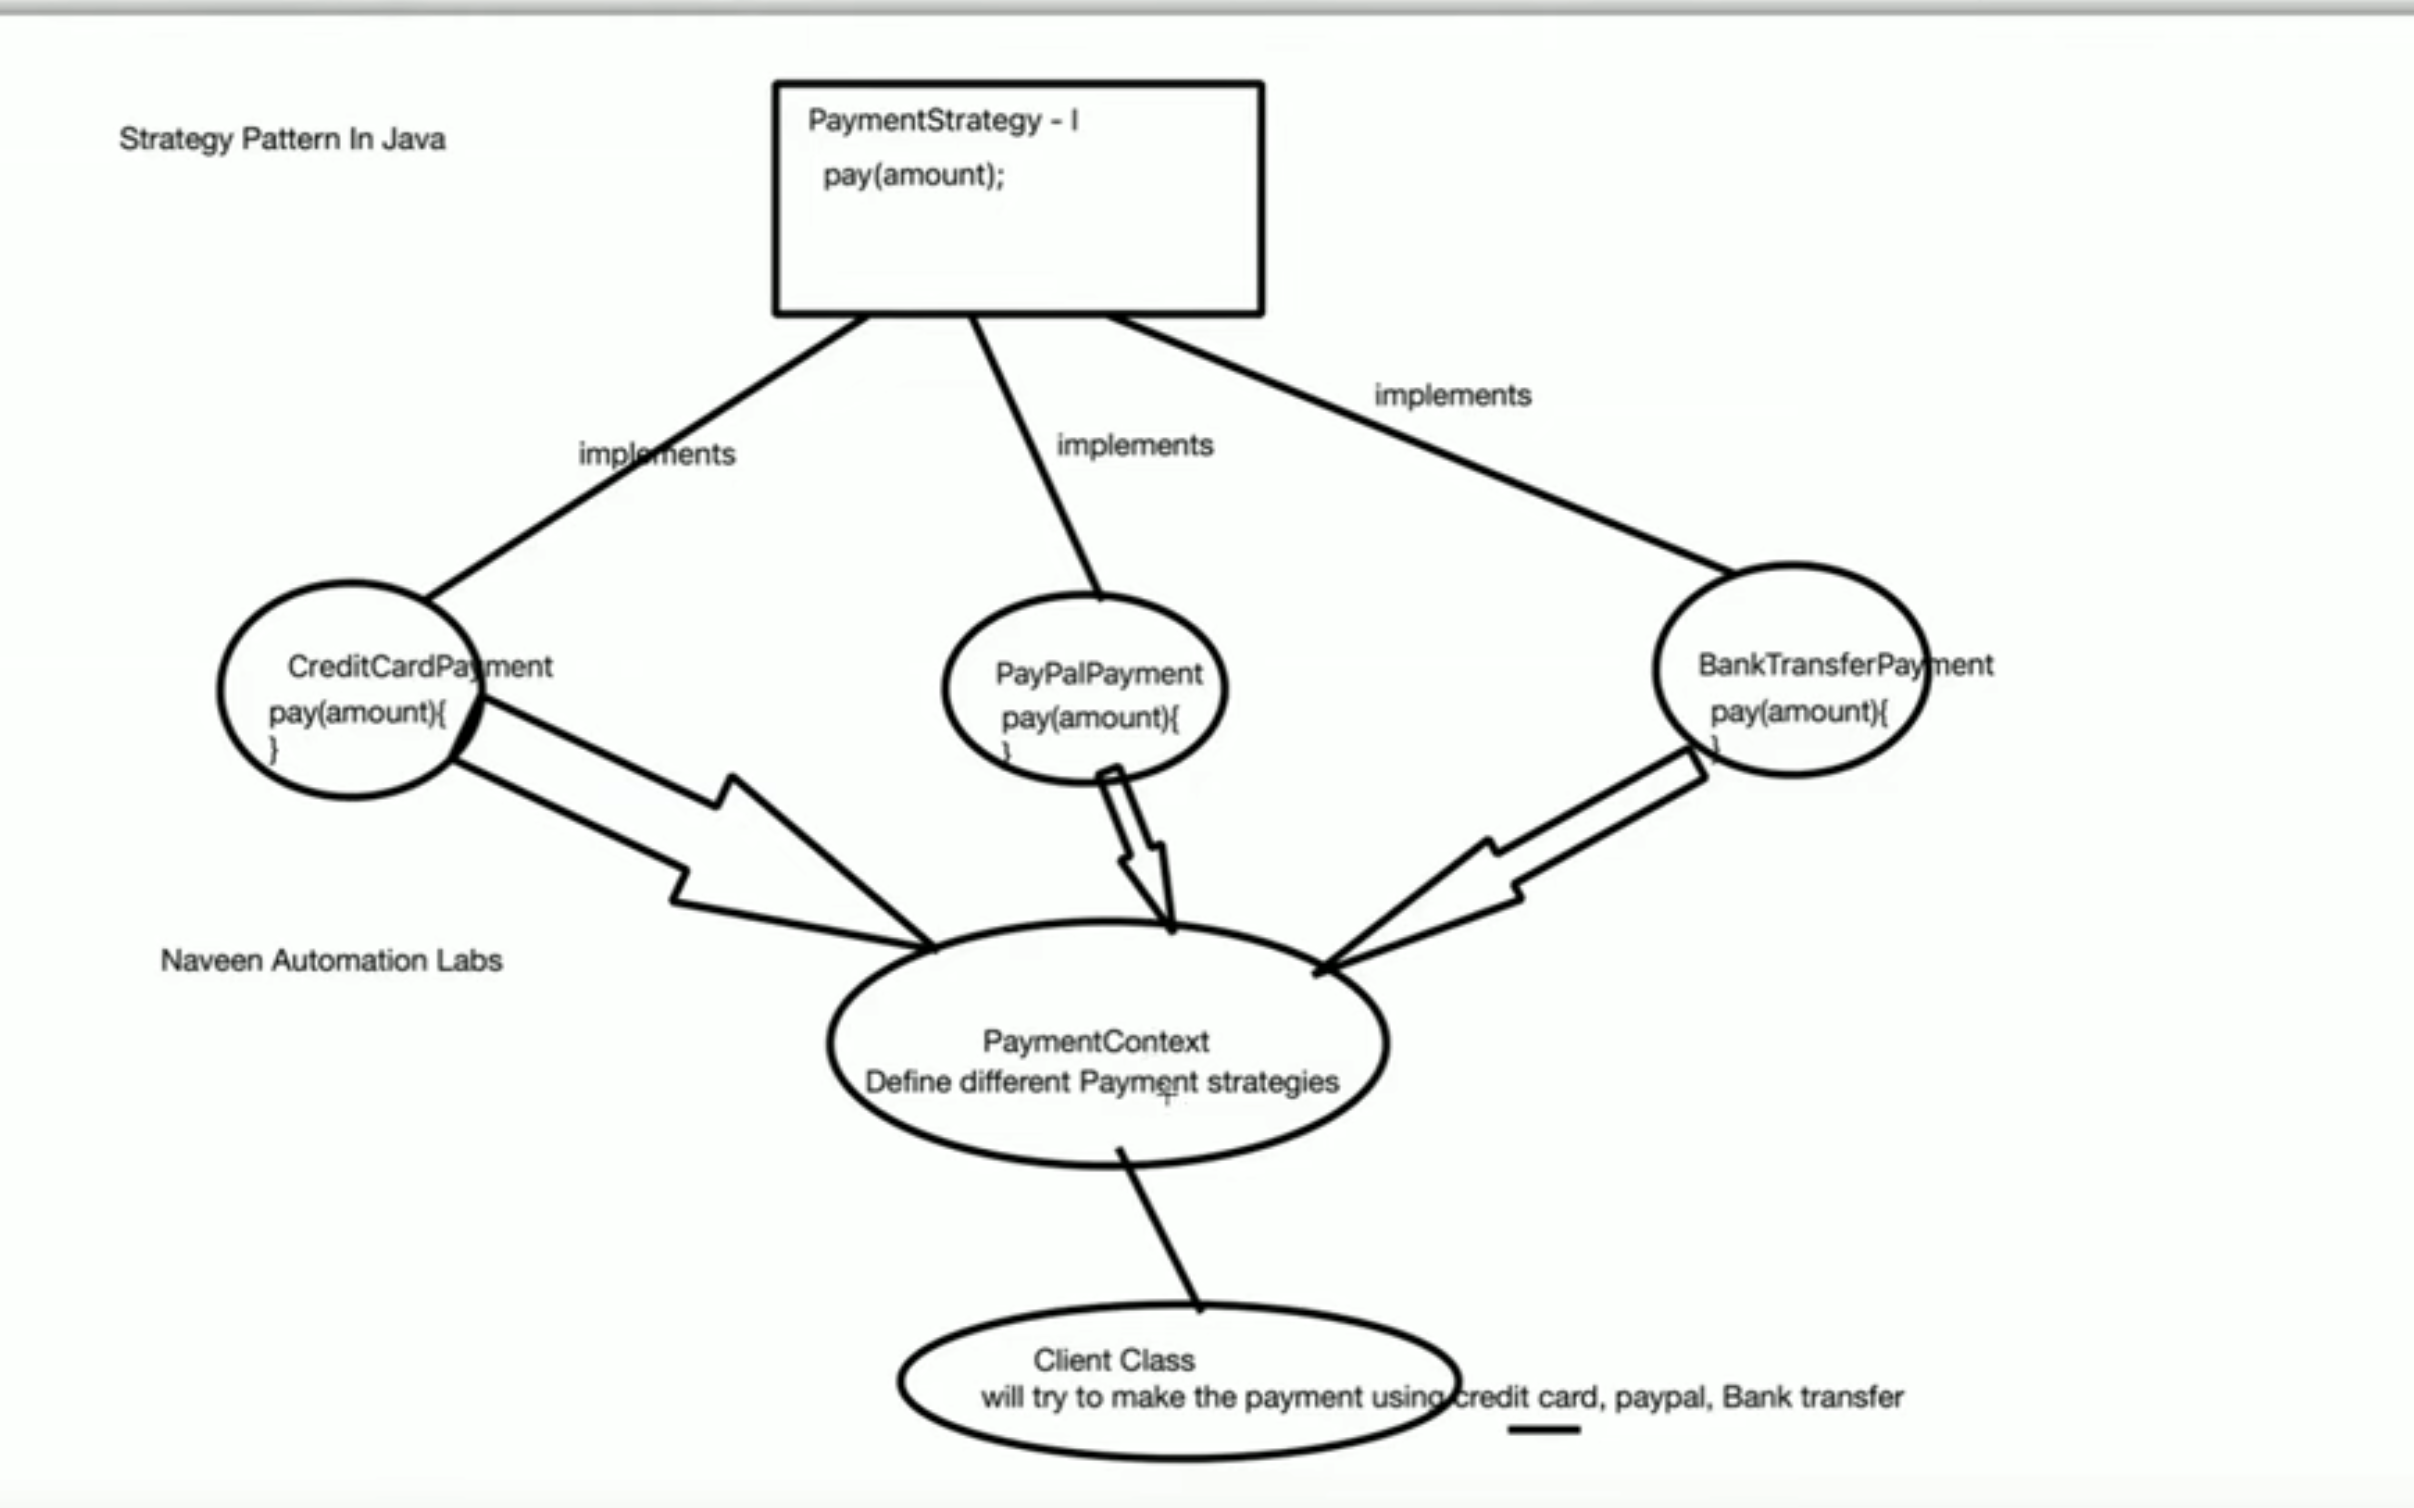 PaymentStrategy - I
pay(amount);
Strategy Pattern In Java
implements
implements
implements
CreditCardPayment
pay(amount){
}
PayPalPayment
pay(amount){
}
BankTransferPayment
pay(amount){
}
Naveen Automation Labs
PaymentContext
Define different Payment strategies
Client Class
will try to make the payment using credit card, paypal, Bank transfer